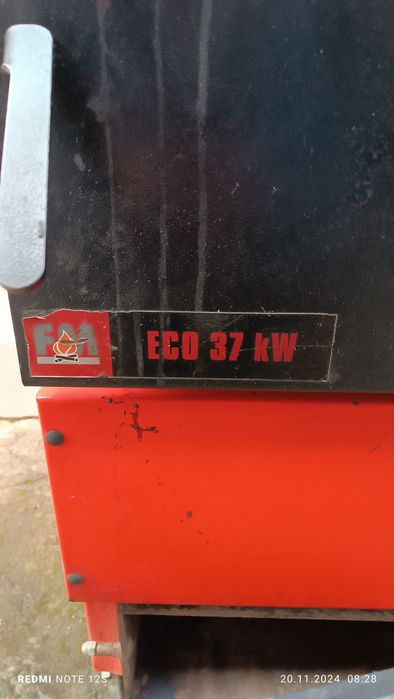 ECO 37 kW
REDMI NOTE 12S
20.11.2024 08:28